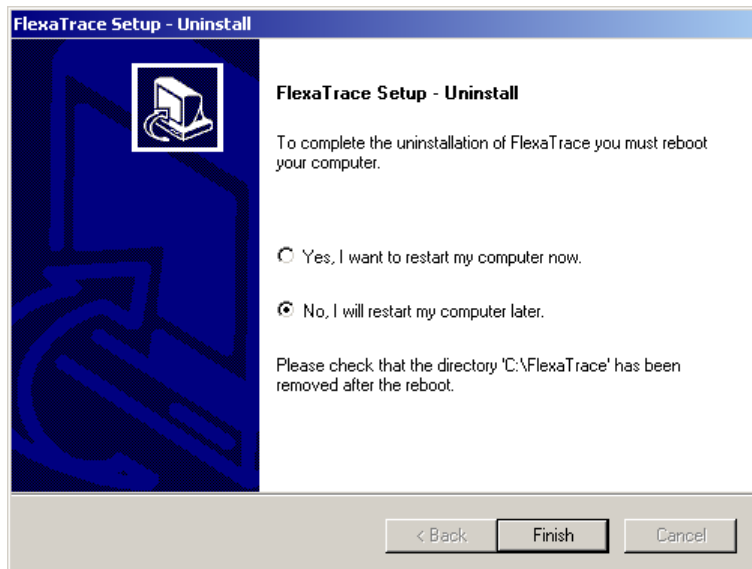 FlexaTrace Setup - Uninstall
FlexaTrace Setup - Uninstall
To complete the uninstallation of FlexaTrace you must reboot
your computer.
Yes, I want to restart my computer now.
No, I will restart my computer later.
Please check that the directory 'C:\FlexaTrace' has been
removed after the reboot.
< Back Finish Cancel